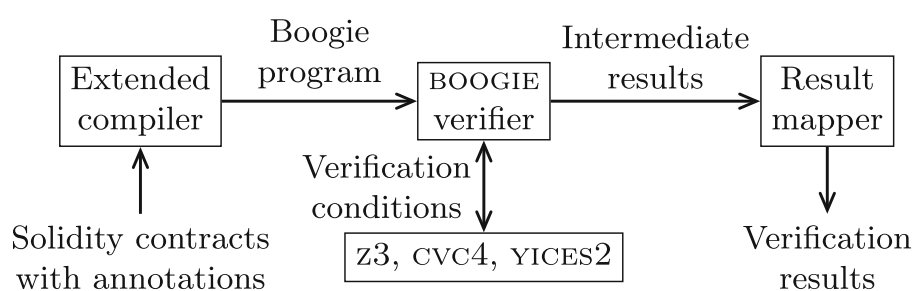 Extended
compiler
Boogie
program
BOOGIE
verifier
Intermediate
results
Result
mapper
Verification
conditions
Z3, CVC4, YICES2
Solidity contracts
with annotations
Verification
results